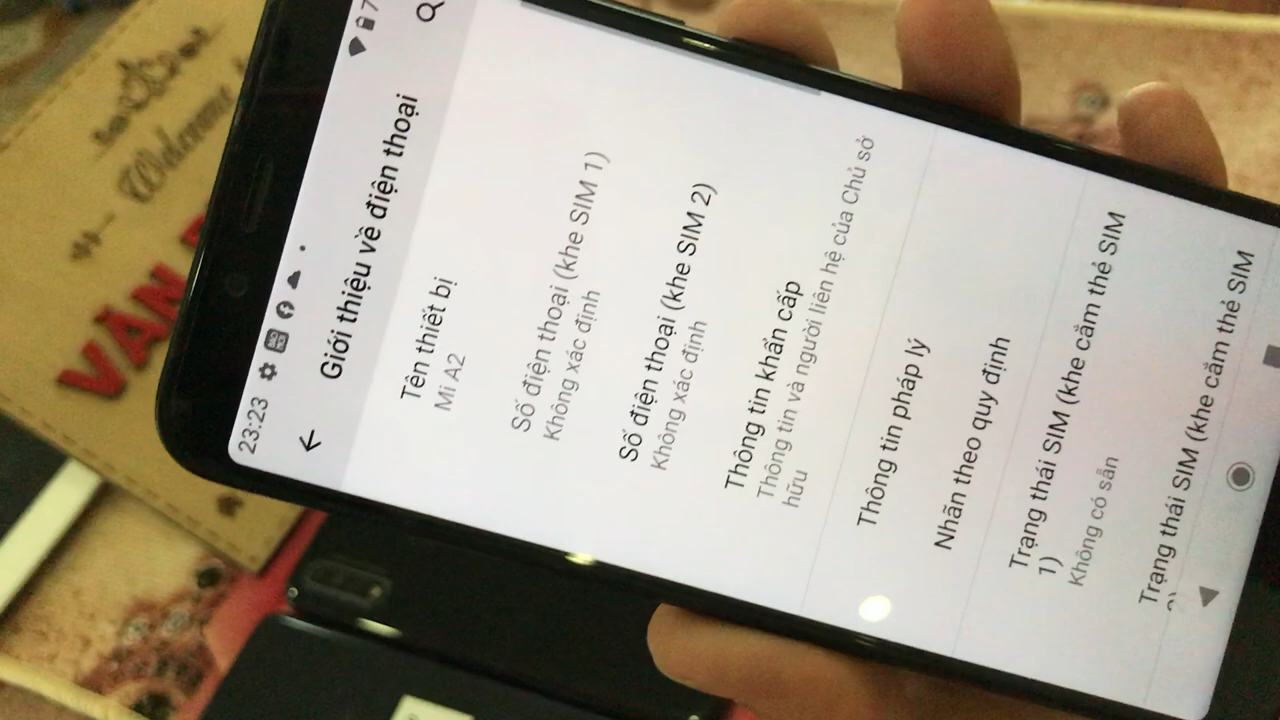 23:23
Giới thiệu về điện thoại
Tên thiết bị
Mi A2
Số điện thoại (khe SIM 1)
Không xác định
Số điện thoại (khe SIM 2)
Không xác định
Thông tin khẩn cấp
Thông tin và người liên hệ của Chủ sở
hữu
Thông tin pháp lý
Nhãn theo quy định
Trạng thái SIM (khe cắm thẻ SIM
1)
Không có sẵn
Trạng thái SIM (khe cắm thẻ SIM
Welcome
VĂN